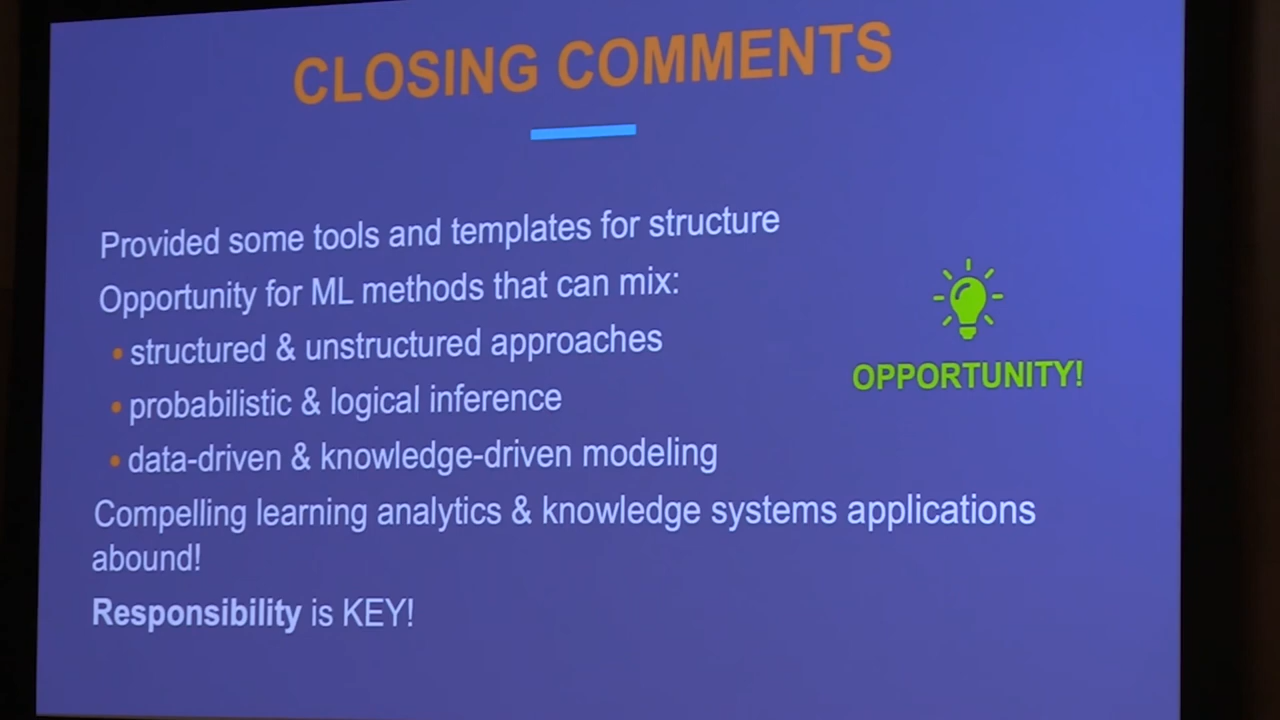 CLOSING COMMENTS
Provided some tools and templates for structure
Opportunity for ML methods that can mix:
• structured & unstructured approaches
• probabilistic & logical inference
• data-driven & knowledge-driven modeling
Compelling learning analytics & knowledge systems applications
abound!
Responsibility is KEY!
OPPORTUNITY!